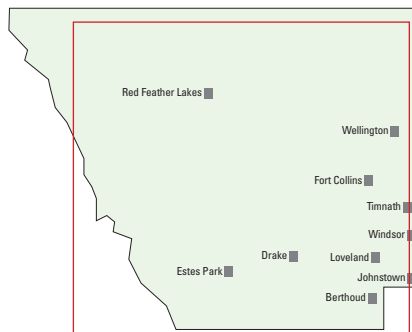 Red Feather Lakes
Wellington
Fort Collins
Timnath
Windsor
Drake
Loveland
Estes Park
Johnstown
Berthoud